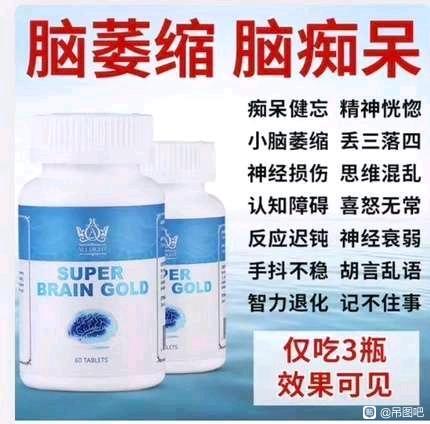 脑萎缩 脑痴呆
痴呆健忘 精神恍惚
小脑萎缩 丢三落四
神经损伤 思维混乱
认知障碍 喜怒无常
反应迟钝 神经衰弱
手抖不稳 胡言乱语
智力退化 记不住事
仅吃3瓶
效果可见
SUPER
BRAIN GOLD
60 TABLETS
SUPER
N GOLD
@吊图吧